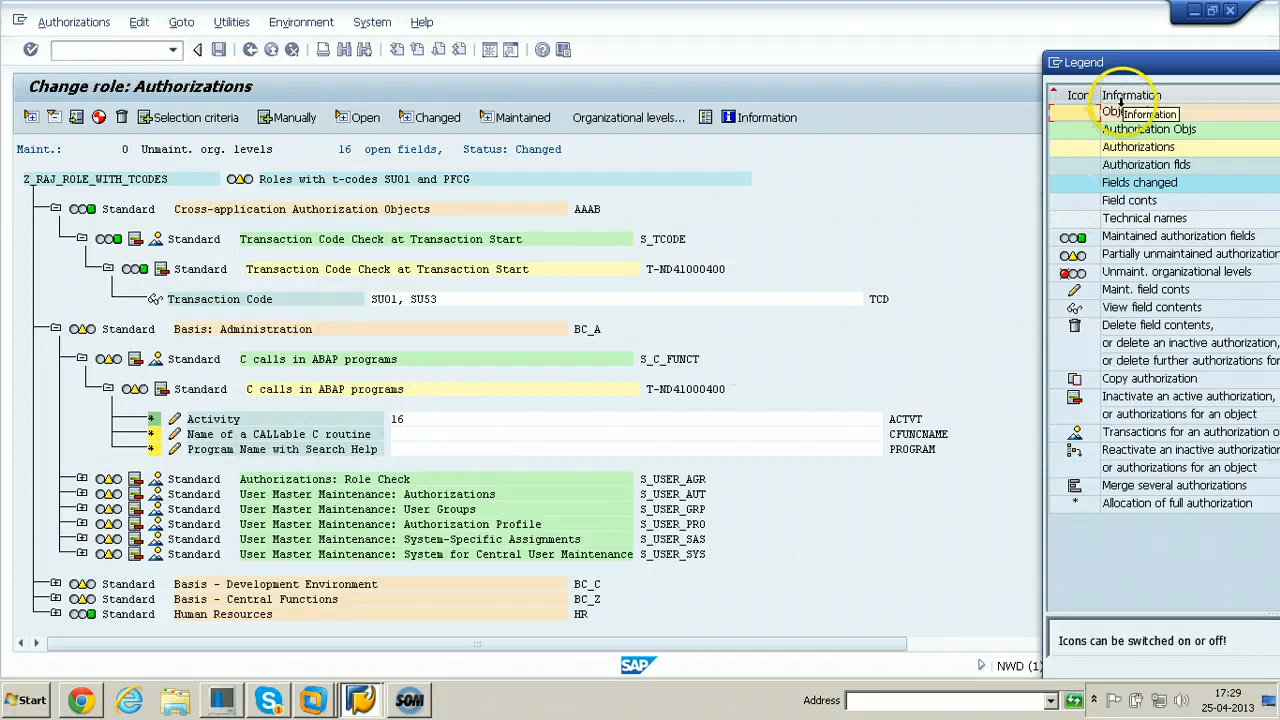 Authorizations Edit Goto Utilities Environment System Help
Change role: Authorizations
Selection criteria Manually Open Changed Maintained Organizational levels... Information
Maint.: 0 Unmaint. org. levels 16 open fields, Status: Changed
Z_RAJ_ROLE_WITH_TCODES Roles with t-codes SU01 and PFCG
Standard Cross-application Authorization Objects AAAB
Standard Transaction Code Check at Transaction Start S_TCODE
Standard Transaction Code Check at Transaction Start T-ND41000400
Transaction Code SU01, SU53 TCD
Standard Basis: Administration BC_A
Standard C calls in ABAP programs S_C_FUNCT
Standard C calls in ABAP programs T-ND41000400
* Activity 16 ACTVT
* Name of a CALLable C routine CFUNCNAME
* Program Name with Search Help PROGRAM
Standard Authorizations: Role Check S_USER_AGR
Standard User Master Maintenance: Authorizations S_USER_AUT
Standard User Master Maintenance: User Groups S_USER_GRP
Standard User Master Maintenance: Authorization Profile S_USER_PRO
Standard User Master Maintenance: System-Specific Assignments S_USER_SAS
Standard User Master Maintenance: System for Central User Maintenance S_USER_SYS
Standard Basis - Development Environment BC_C
Standard Basis - Central Functions BC_Z
Standard Human Resources HR
Legend
Icon Information
Information
Authorization Objs
Authorizations
Authorization flds
Fields changed
Field conts
Technical names
Maintained authorization fields
Partially unmaintained authorization
Unmaint. organizational levels
Maint. field conts
View field contents
Delete field contents,
or delete an inactive authorization,
or delete further authorizations for
Copy authorization
Inactivate an active authorization,
or authorizations for an object
Transactions for an authorization o
Reactivate an inactive authorization
or authorizations for an object
Merge several authorizations
* Allocation of full authorization
Icons can be switched on or off!
SAP
NWD (1)
Start
SOM
Address
17:29
25-04-2013